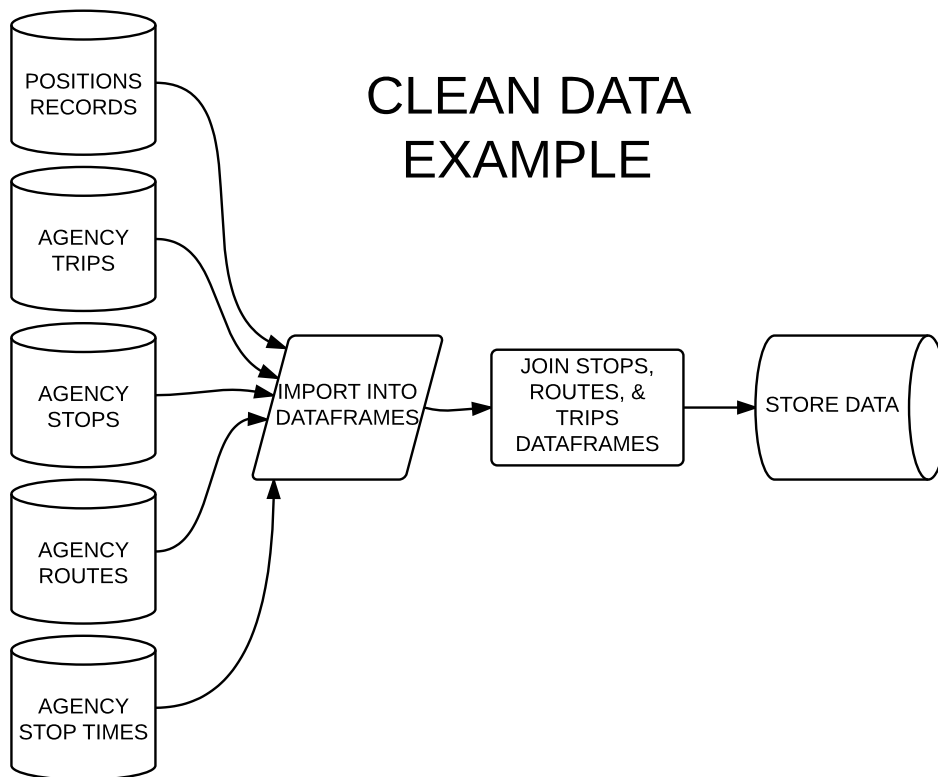 CLEAN DATA
EXAMPLE
POSITIONS
RECORDS
AGENCY
TRIPS
AGENCY
STOPS
AGENCY
ROUTES
AGENCY
STOP TIMES
IMPORT INTO
DATAFRAMES
JOIN STOPS,
ROUTES, &
TRIPS
DATAFRAMES
STORE DATA